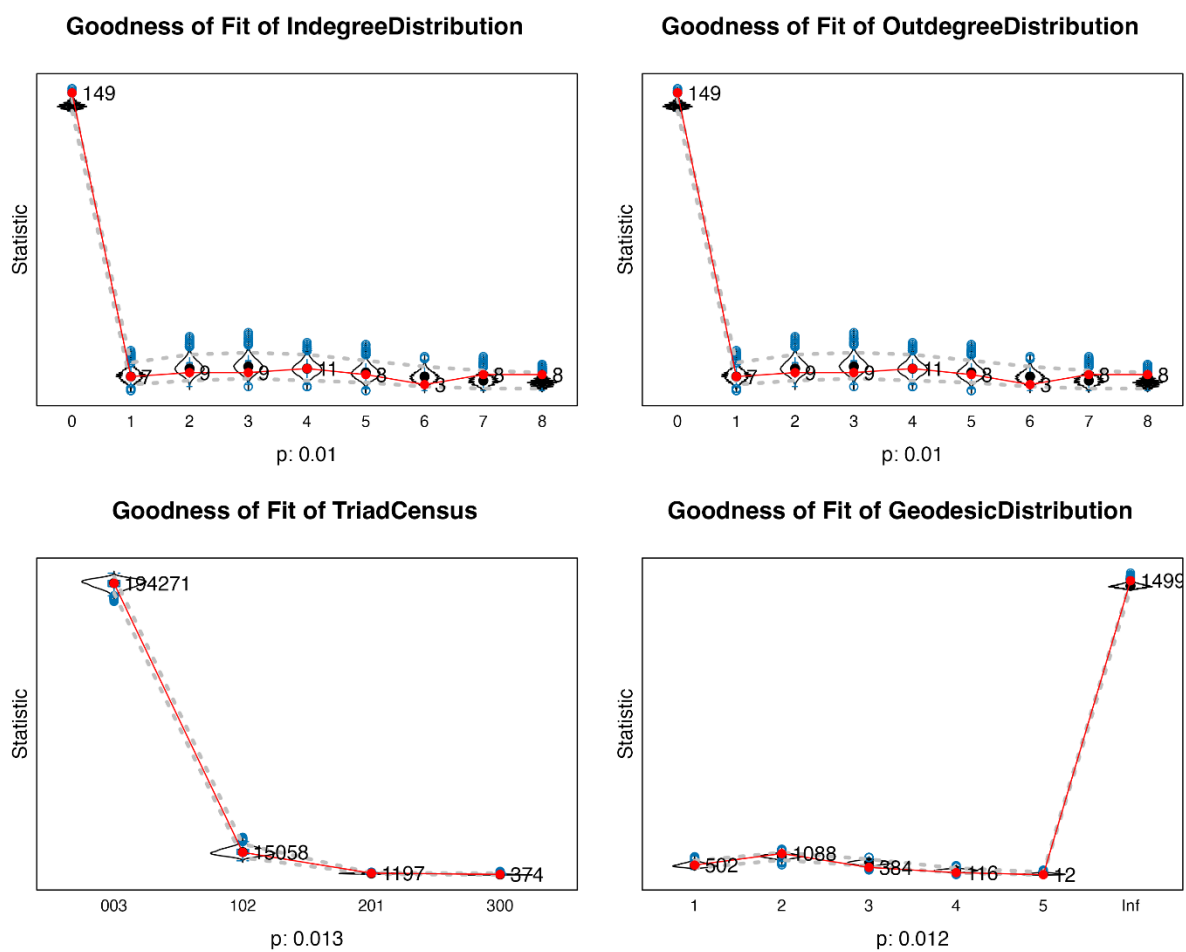 Goodness of Fit of IndegreeDistribution
Statistic
149
7
9
9
11
8
3
8
8
0 1 2 3 4 5 6 7 8
p: 0.01
Goodness of Fit of OutdegreeDistribution
Statistic
149
7
9
9
11
8
3
8
8
0 1 2 3 4 5 6 7 8
p: 0.01
Goodness of Fit of TriadCensus
Statistic
194271
15058
1197
374
003 102 201 300
p: 0.013
Goodness of Fit of GeodesicDistribution
Statistic
502
1088
384
116
12
1499
1 2 3 4 5 Inf
p: 0.012